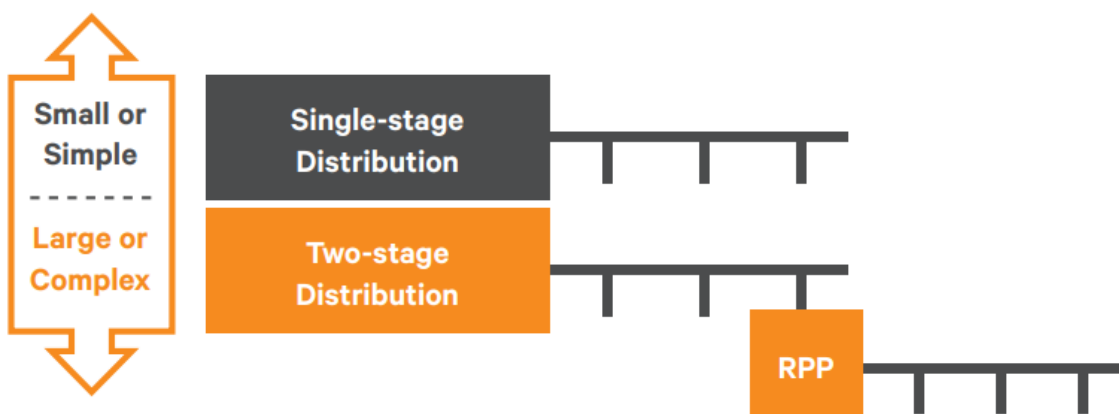 Small or
Simple
Large or
Complex
Single-stage
Distribution
Two-stage
Distribution
RPP